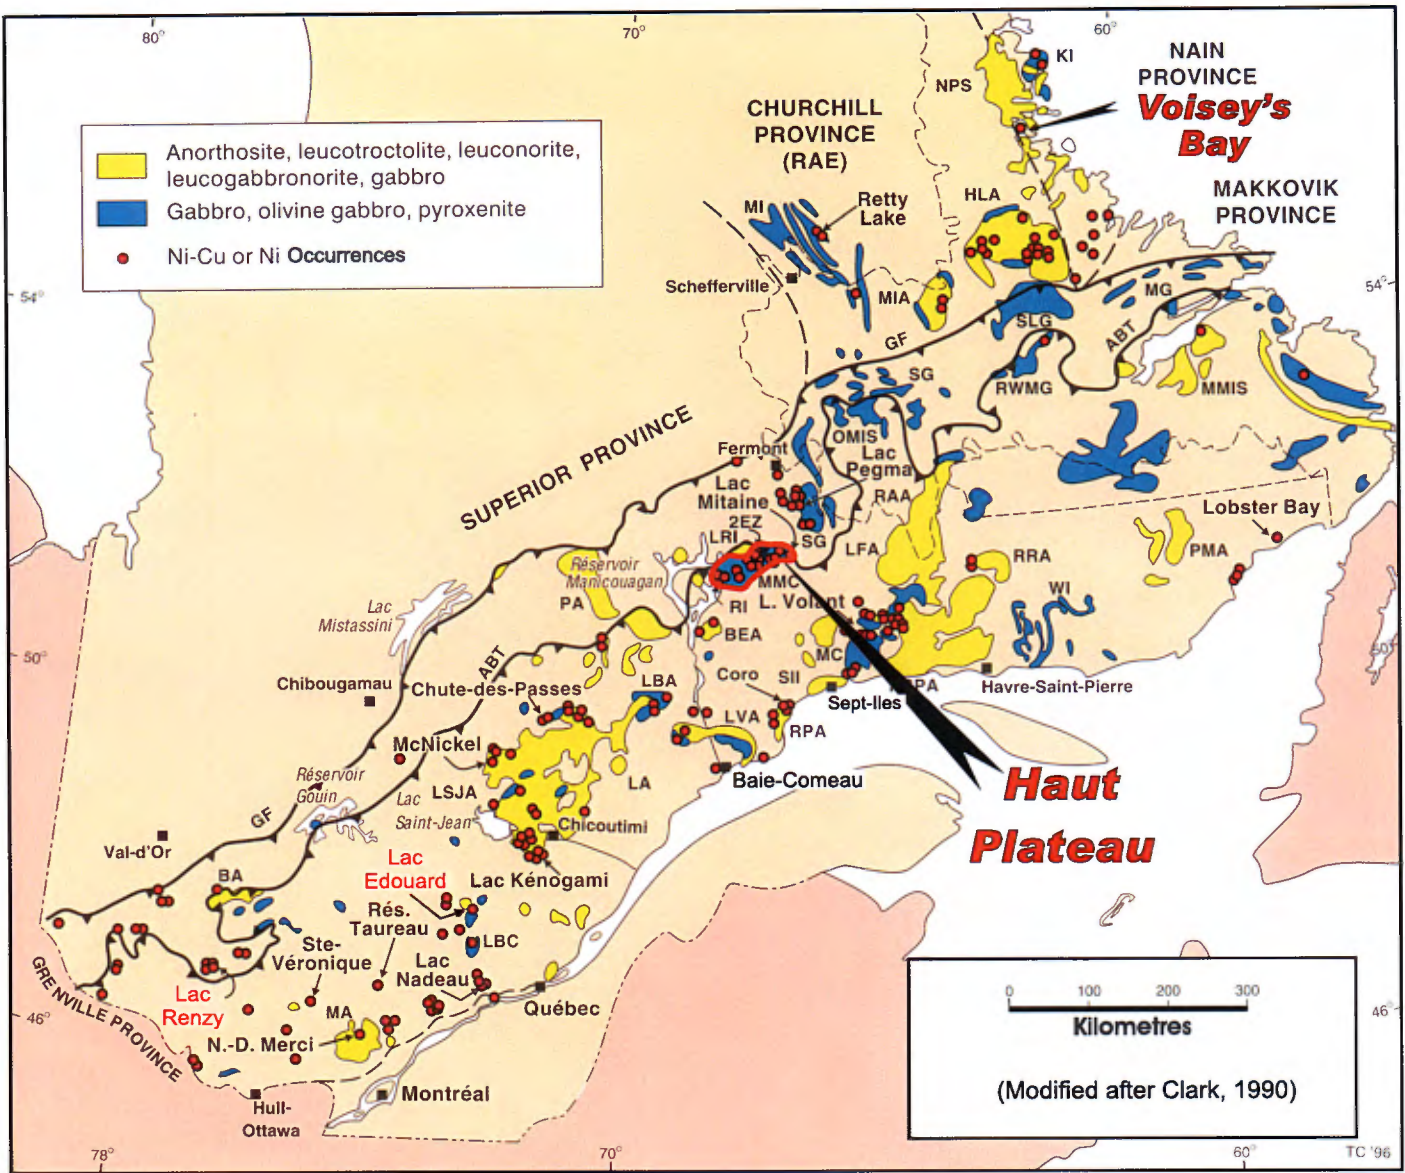 80°
70°
60°
NAIN
PROVINCE
Voisey's
Bay
KI
NPS
CHURCHILL
PROVINCE
(RAE)
Anorthosite, leucotroctolite, leuconorite,
leucogabbronorite, gabbro
Gabbro, olivine gabbro, pyroxenite
Ni-Cu or Ni Occurrences
MAKKOVIK
PROVINCE
HLA
MI
Retty
Lake
Schefferville
MIA
54°
54°
MG
SLG
GF
ABT
SG
RWMG
MMIS
SUPERIOR PROVINCE
OMIS
Fermont
Lac
Pegma
Lac
Mitaine
RAA
2EZ
Lobster Bay
LRI
SG
LFA
RRA
PMA
Réservoir
Manicouagan
MMC
PA
RI
L. Volant
WI
Lac
Mistassini
BEA
MC
50°
50°
ABT
Chibougamau
Chute-des-Passes
LBA
Coro
SII
Sept-Iles
Havre-Saint-Pierre
LVA
RPA
McNickel
Réservoir
Gouin
LSJA
LA
Baie-Comeau
Haut
Plateau
Lac
Saint-Jean
GF
Chicoutimi
Val-d'Or
BA
Lac
Edouard
Lac Kénogami
Rés.
Taureau
Ste-
Véronique
LBC
Lac
Nadeau
GRENVILLE PROVINCE
Lac
Renzy
Québec
MA
N.-D. Merci
46°
46°
0 100 200 300
Kilometres
(Modified after Clark, 1990)
Montréal
Hull-
Ottawa
78°
70°
60°
TC '96